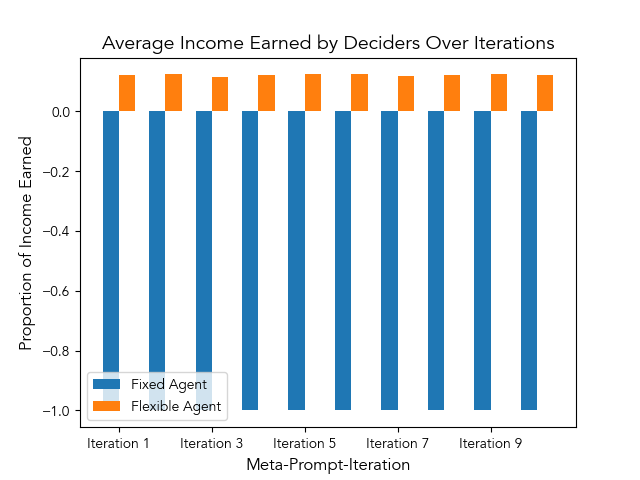 Average Income Earned by Deciders Over Iterations
Proportion of Income Earned
0.0
−0.2
−0.4
−0.6
−0.8
−1.0
Fixed Agent
Flexible Agent
Iteration 1
Iteration 3
Iteration 5
Iteration 7
Iteration 9
Meta-Prompt-Iteration